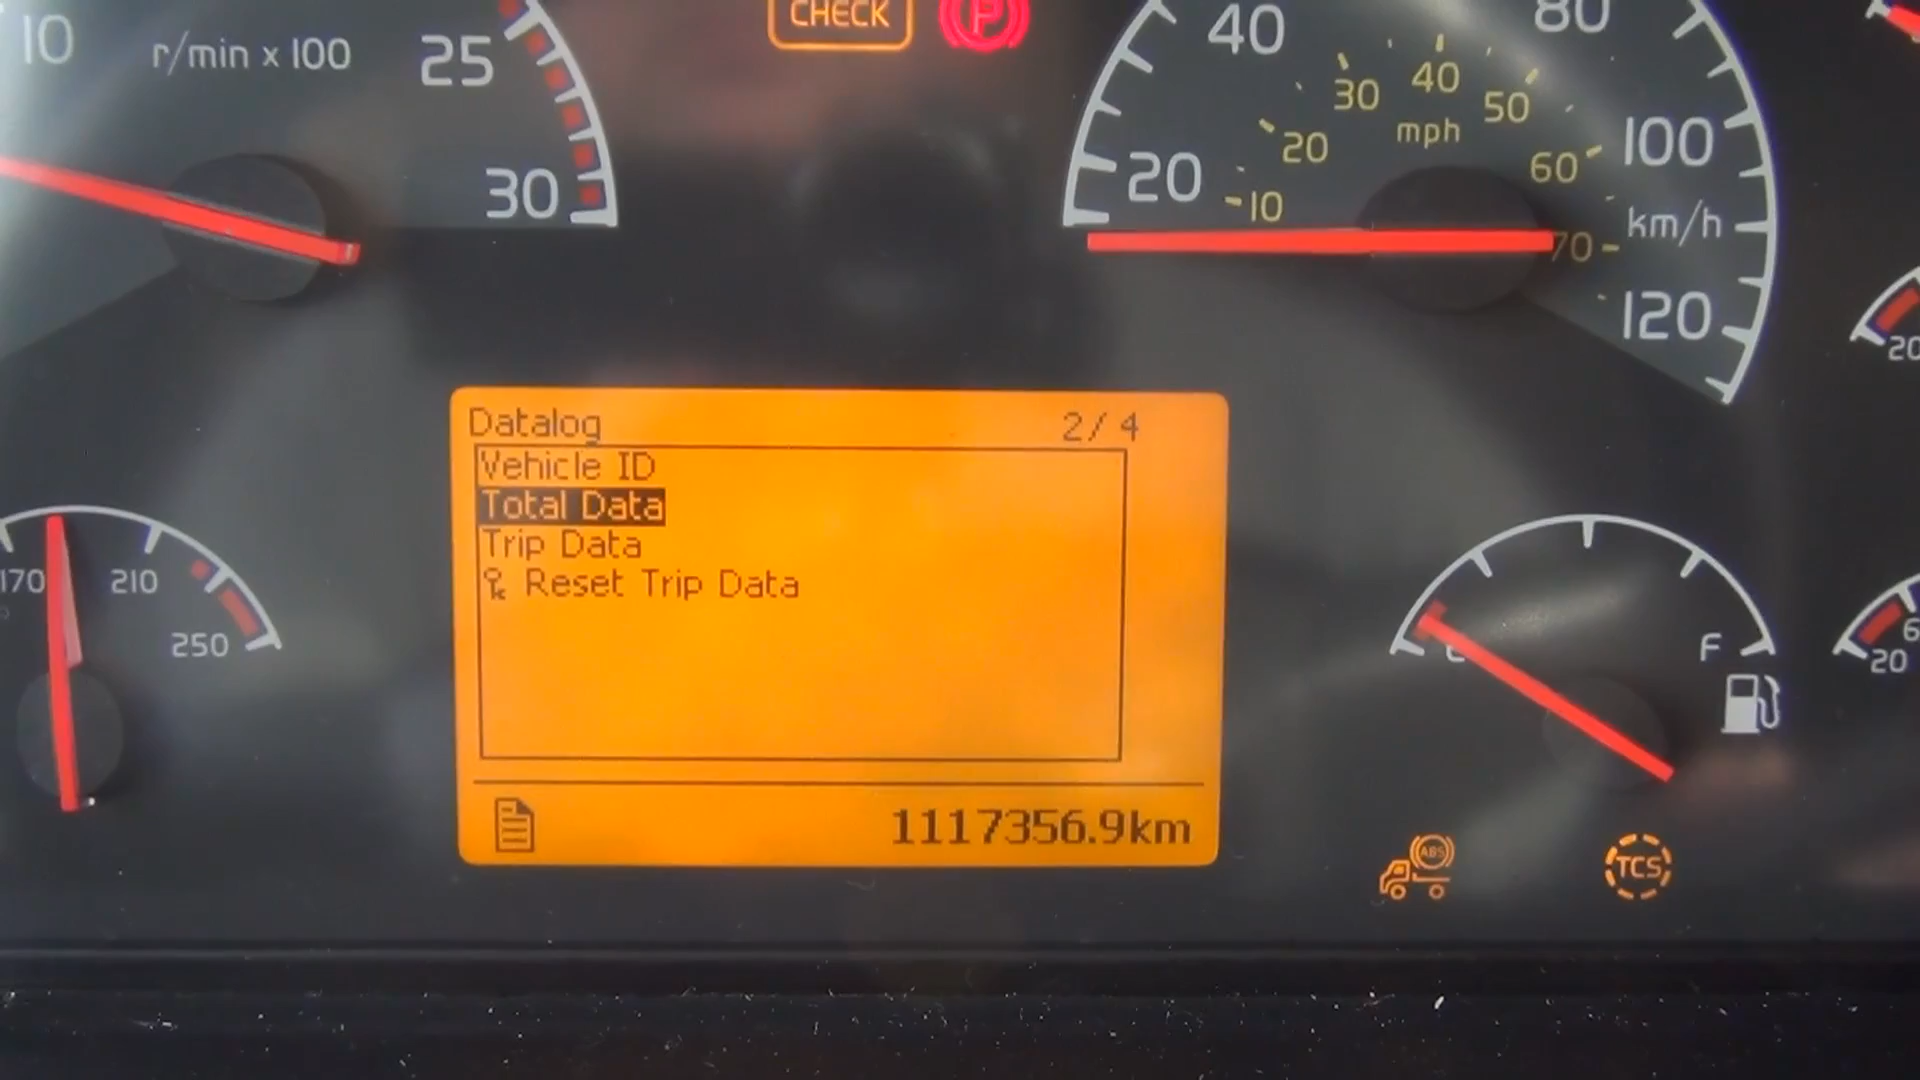 10
r/min x 100
25
30
CHECK
P
40
80
30
40
50
mph
20
20
60
100
10
km/h
70
120
20
Datalog 2/ 4
Vehicle ID
Total Data
Trip Data
Reset Trip Data
1117356.9km
170
210
250
F
6
20
ABS
TCS